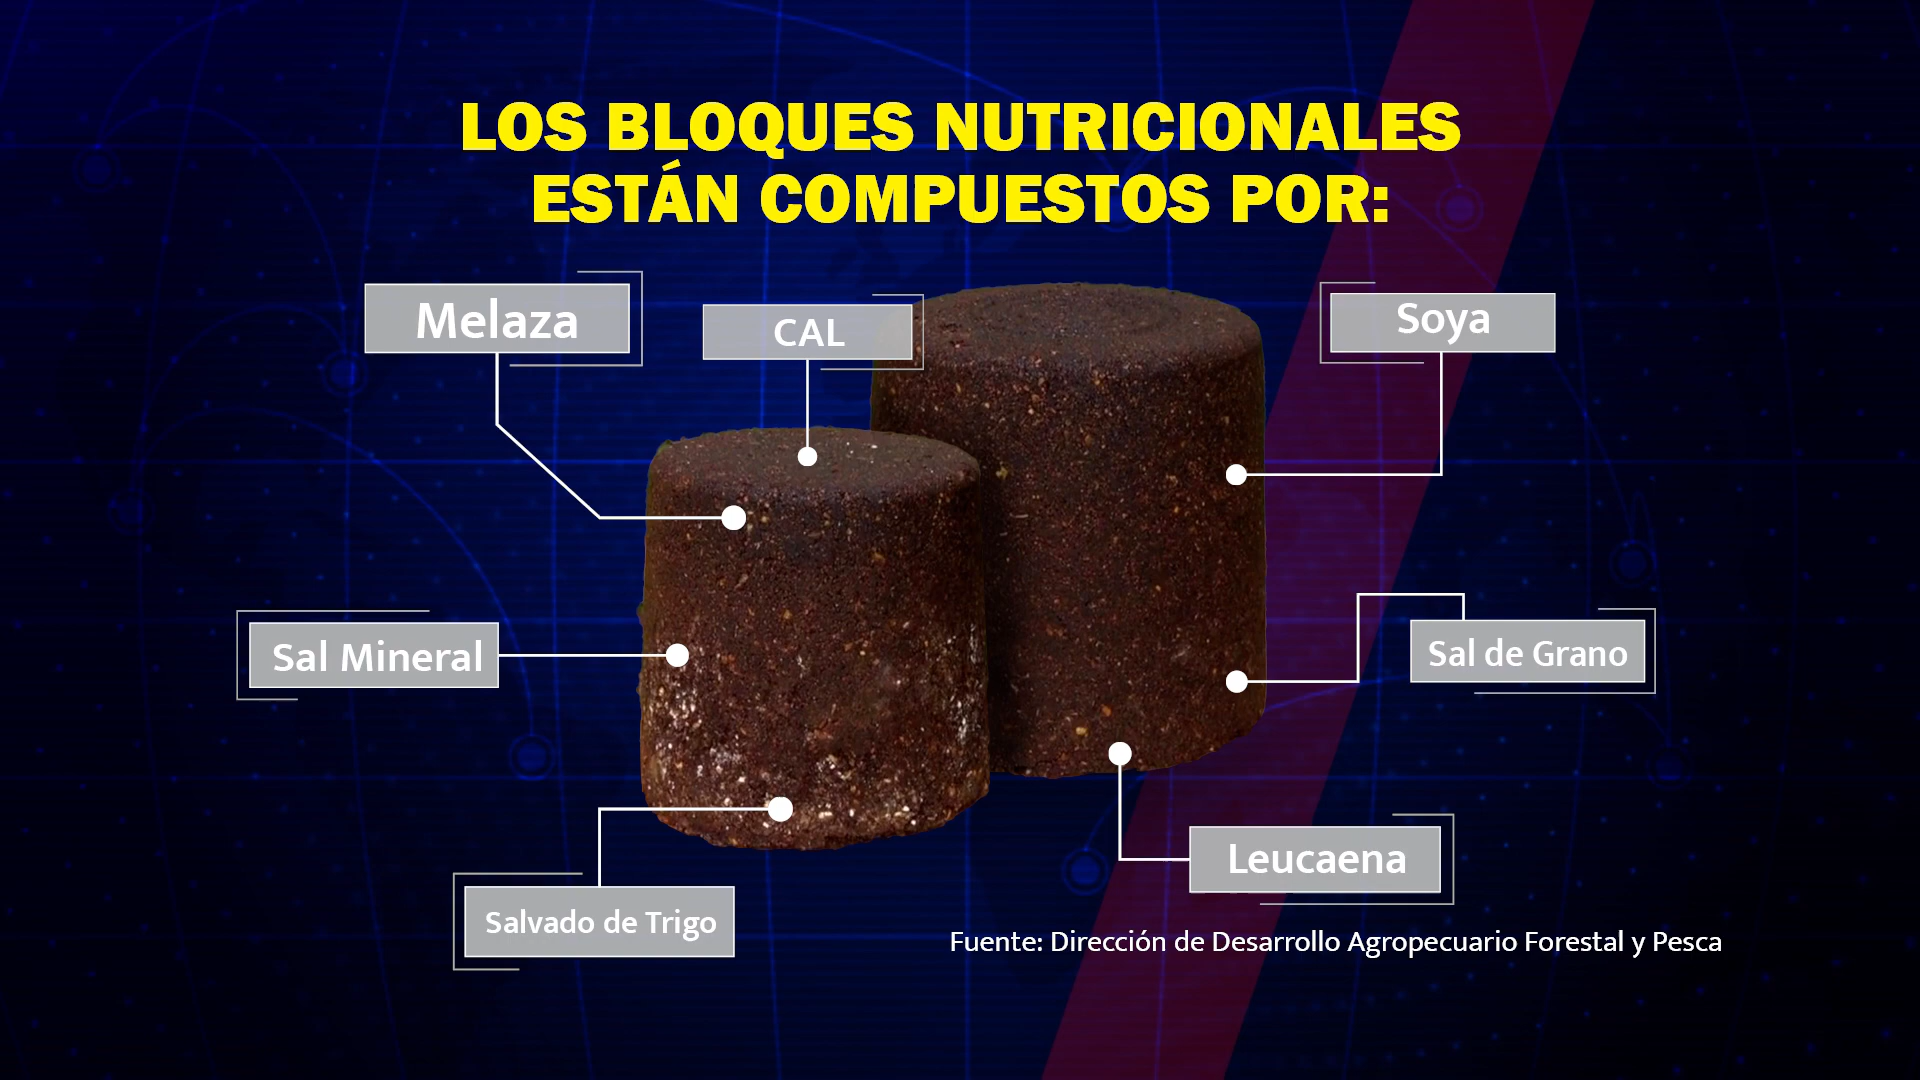 LOS BLOQUES NUTRICIONALES
ESTÁN COMPUESTOS POR:
Melaza
CAL
Soya
Sal Mineral
Sal de Grano
Salvado de Trigo
Leucaena
Fuente: Dirección de Desarrollo Agropecuario Forestal y Pesca